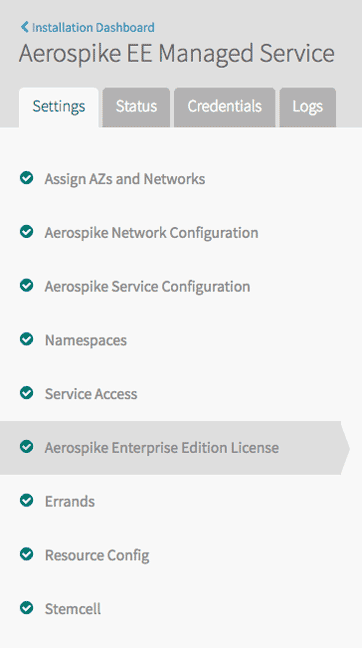 Installation Dashboard
Aerospike EE Managed Service
Settings Status Credentials Logs
Assign AZs and Networks
Aerospike Network Configuration
Aerospike Service Configuration
Namespaces
Service Access
Aerospike Enterprise Edition License
Errands
Resource Config
Stemcell